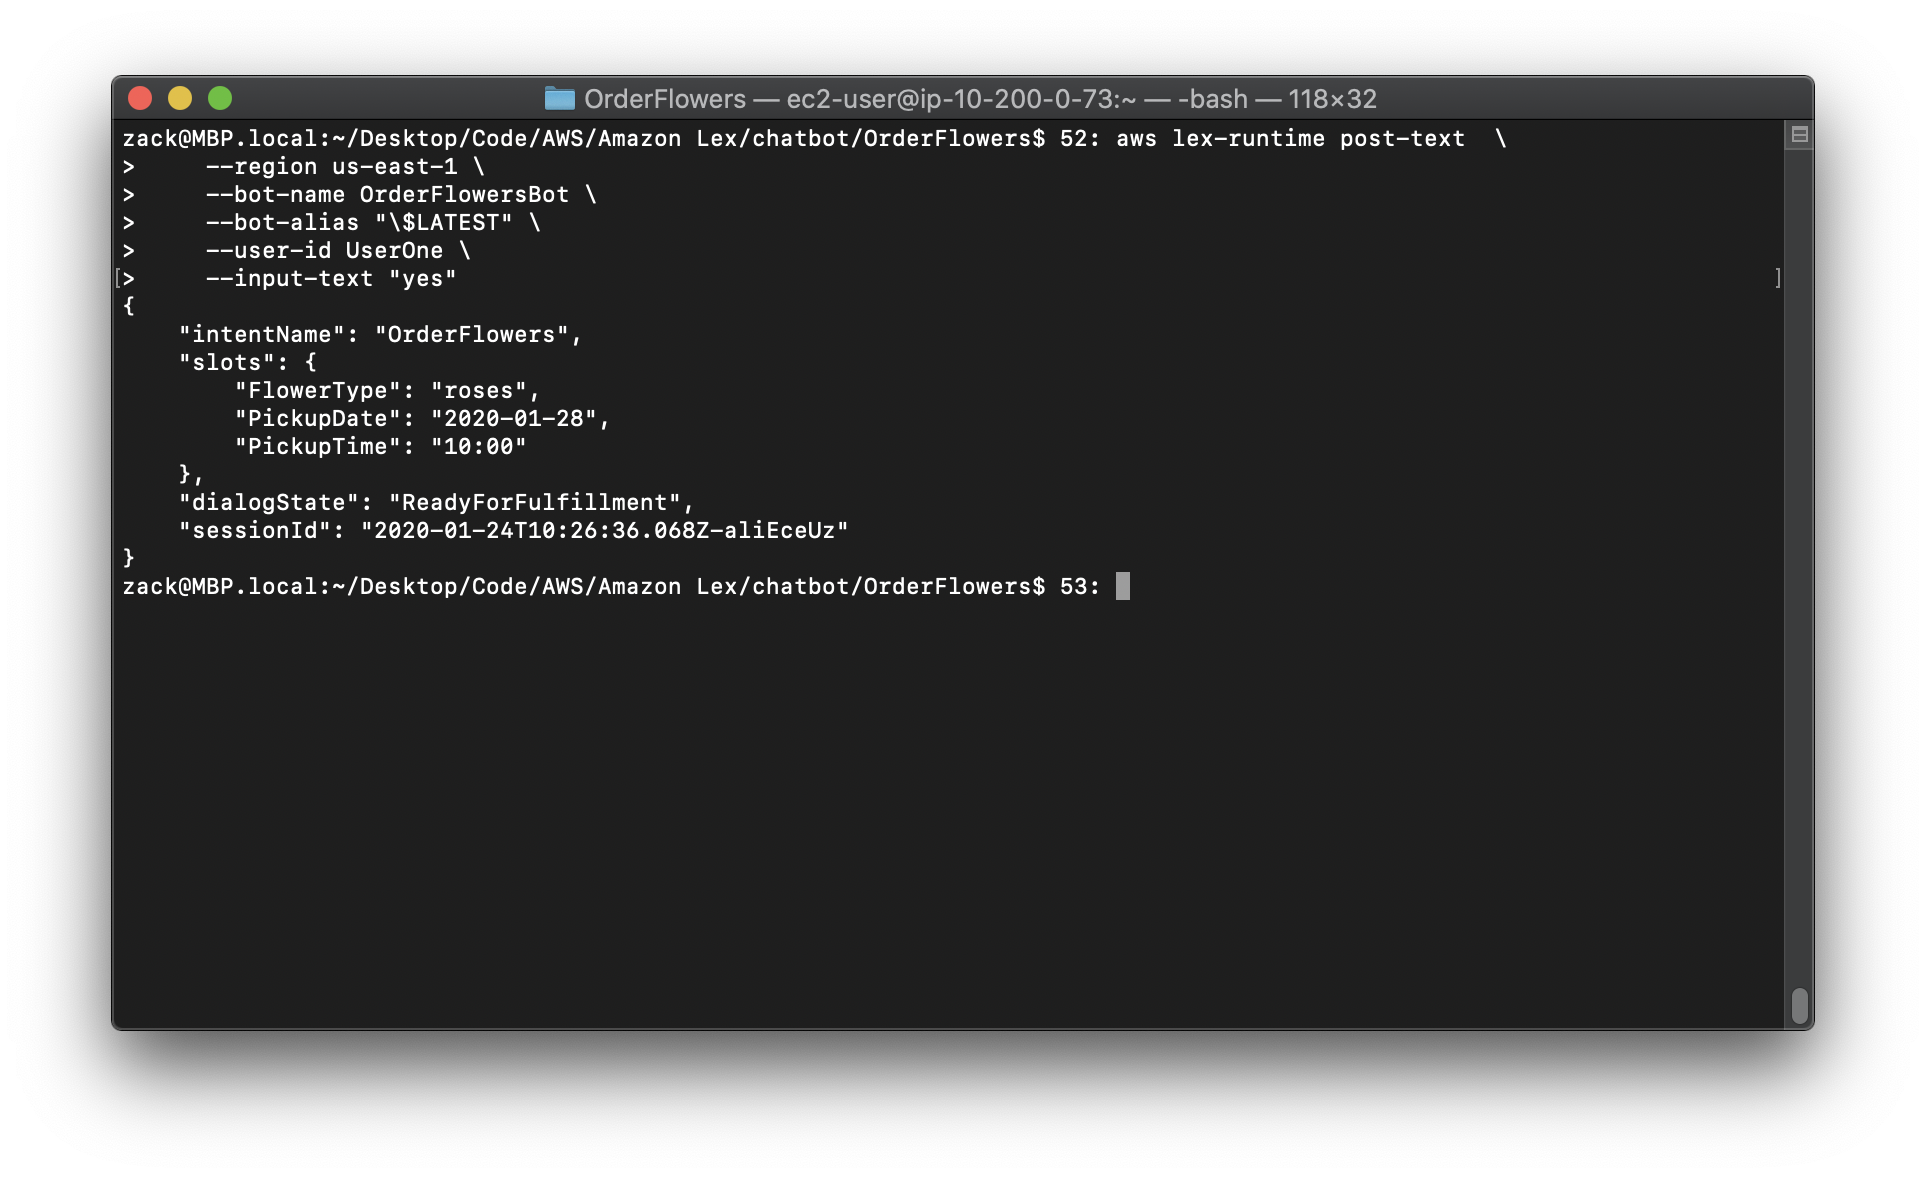 OrderFlowers — ec2-user@ip-10-200-0-73:~ — -bash — 118×32
zack@MBP.local:~/Desktop/Code/AWS/Amazon Lex/chatbot/OrderFlowers$ 52: aws lex-runtime post-text  \
>     --region us-east-1 \
>     --bot-name OrderFlowersBot \
>     --bot-alias "\$LATEST" \
>     --user-id UserOne \
[>     --input-text "yes" ]
{
    "intentName": "OrderFlowers",
    "slots": {
        "FlowerType": "roses",
        "PickupDate": "2020-01-28",
        "PickupTime": "10:00"
    },
    "dialogState": "ReadyForFulfillment",
    "sessionId": "2020-01-24T10:26:36.068Z-aliEceUz"
}
zack@MBP.local:~/Desktop/Code/AWS/Amazon Lex/chatbot/OrderFlowers$ 53: